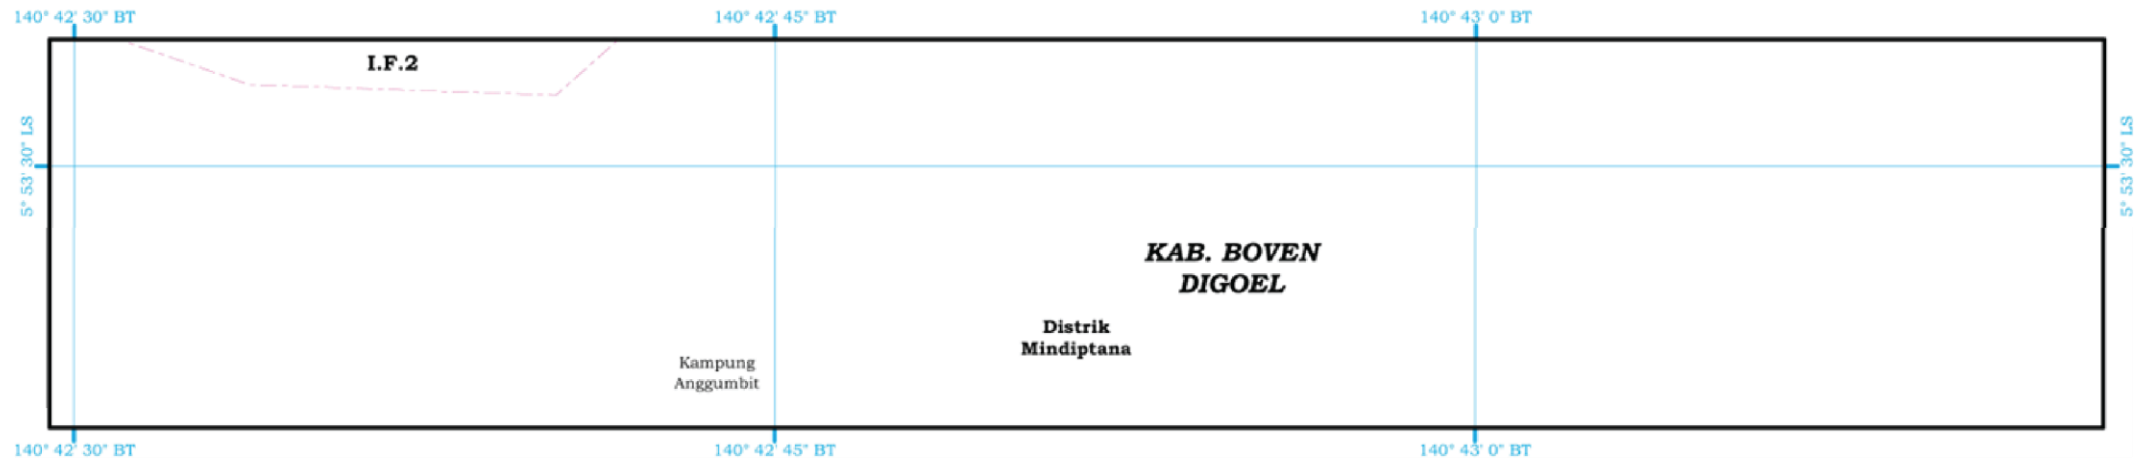 140° 42' 30" BT
140° 42' 45" BT
140° 43' 0" BT
I.F.2
5° 53' 30" LS
5° 53' 30" LS
KAB. BOVEN
DIGOEL
Distrik
Mindiptana
Kampung
Anggumbit
140° 42' 30" BT
140° 42' 45" BT
140° 43' 0" BT